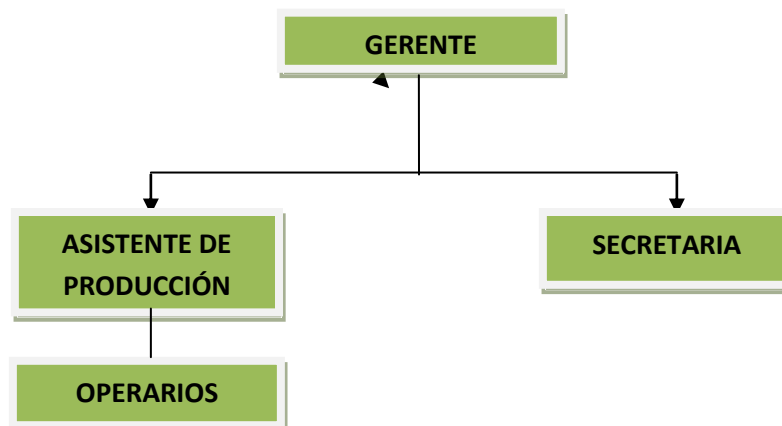 GERENTE
ASISTENTE DE
PRODUCCIÓN
SECRETARIA
OPERARIOS